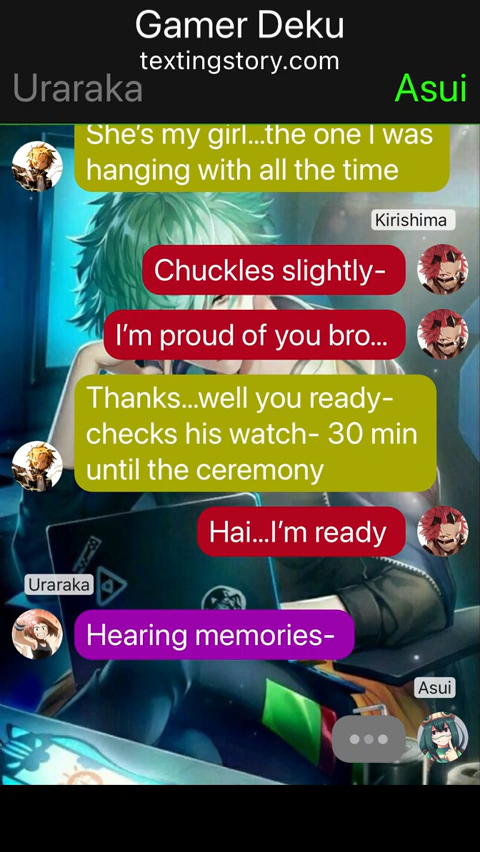 Gamer Deku
textingstory.com
Uraraka
Asui
She's my girl...the one I was
hanging with all the time
Kirishima
Chuckles slightly-
I'm proud of you bro...
Thanks...well you ready-
checks his watch- 30 min
until the ceremony
Hai...I'm ready
Uraraka
Hearing memories-
Asui